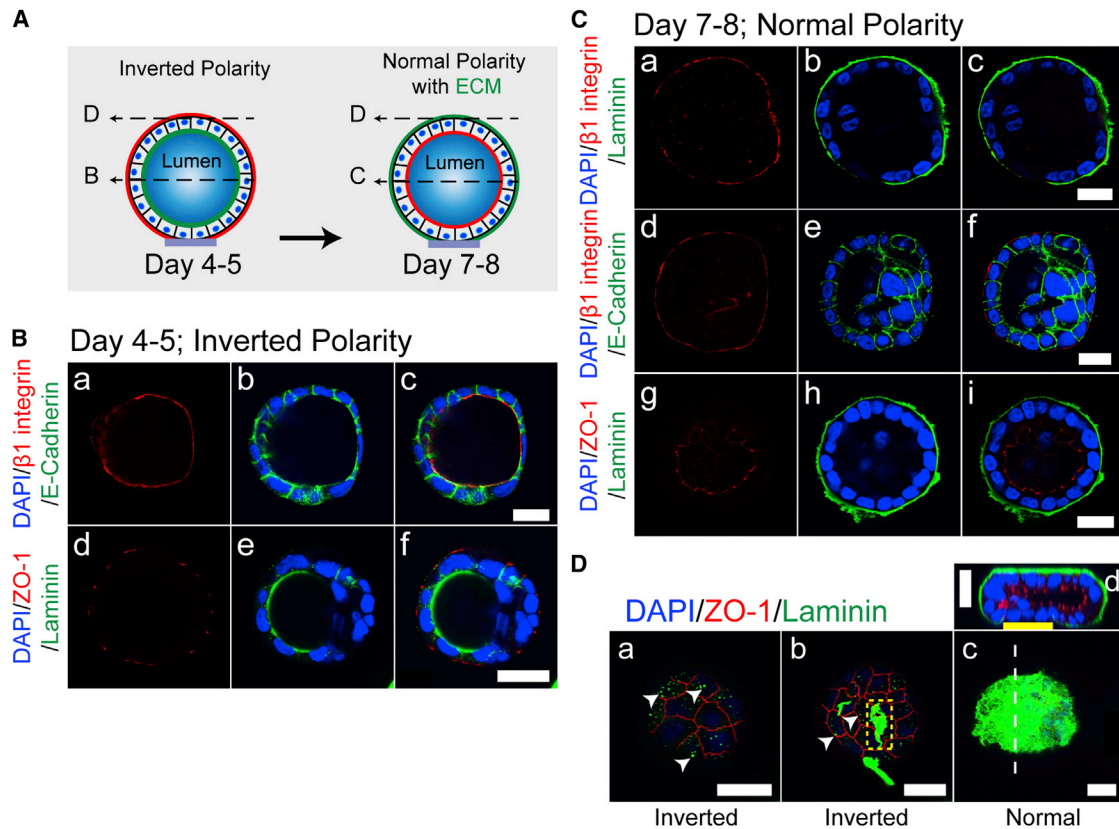 A
Inverted Polarity
Normal Polarity
with ECM
D
D
Lumen
Lumen
B
C
Day 4-5
Day 7-8
B
Day 4-5; Inverted Polarity
DAPI/β1 integrin
/E-Cadherin
a
b
c
DAPI/ZO-1
/Laminin
d
e
f
C
Day 7-8; Normal Polarity
DAPI/β1 integrin
/Laminin
a
b
c
DAPI/β1 integrin
/E-Cadherin
d
e
f
DAPI/ZO-1
/Laminin
g
h
i
D
DAPI/ZO-1/Laminin
d
a
b
c
Inverted
Inverted
Normal